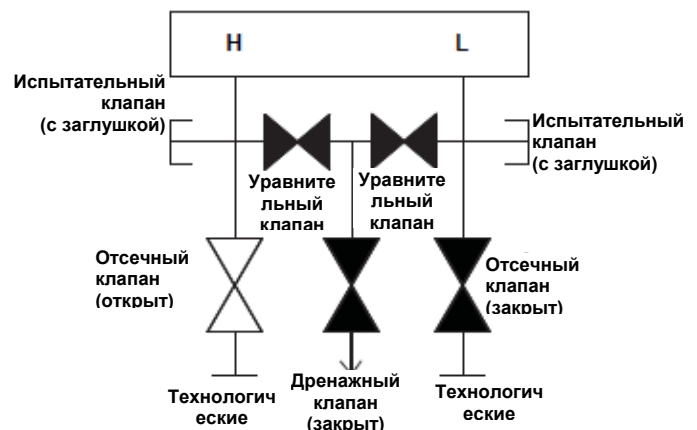 H L
Испытательный
клапан
(с заглушкой)
Испытательный
клапан
(с заглушкой)
Уравните
льный
клапан
Уравните
льный
клапан
Отсечный
клапан
(открыт)
Отсечный
клапан
(закрыт)
Технологич
еские
Дренажный
клапан
(закрыт)
Технологич
еские